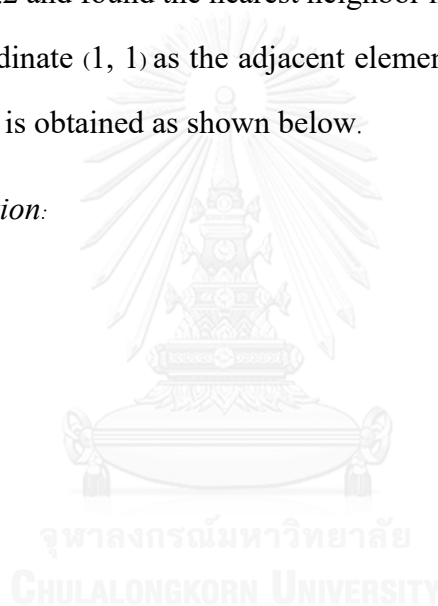 and found the nearest neighbor
dinate (1, 1) as the adjacent elemen
is obtained as shown below.
ion:
จุฬาลงกรณ์มหาวิทยาลัย
CHULALONGKORN UNIVERSITY